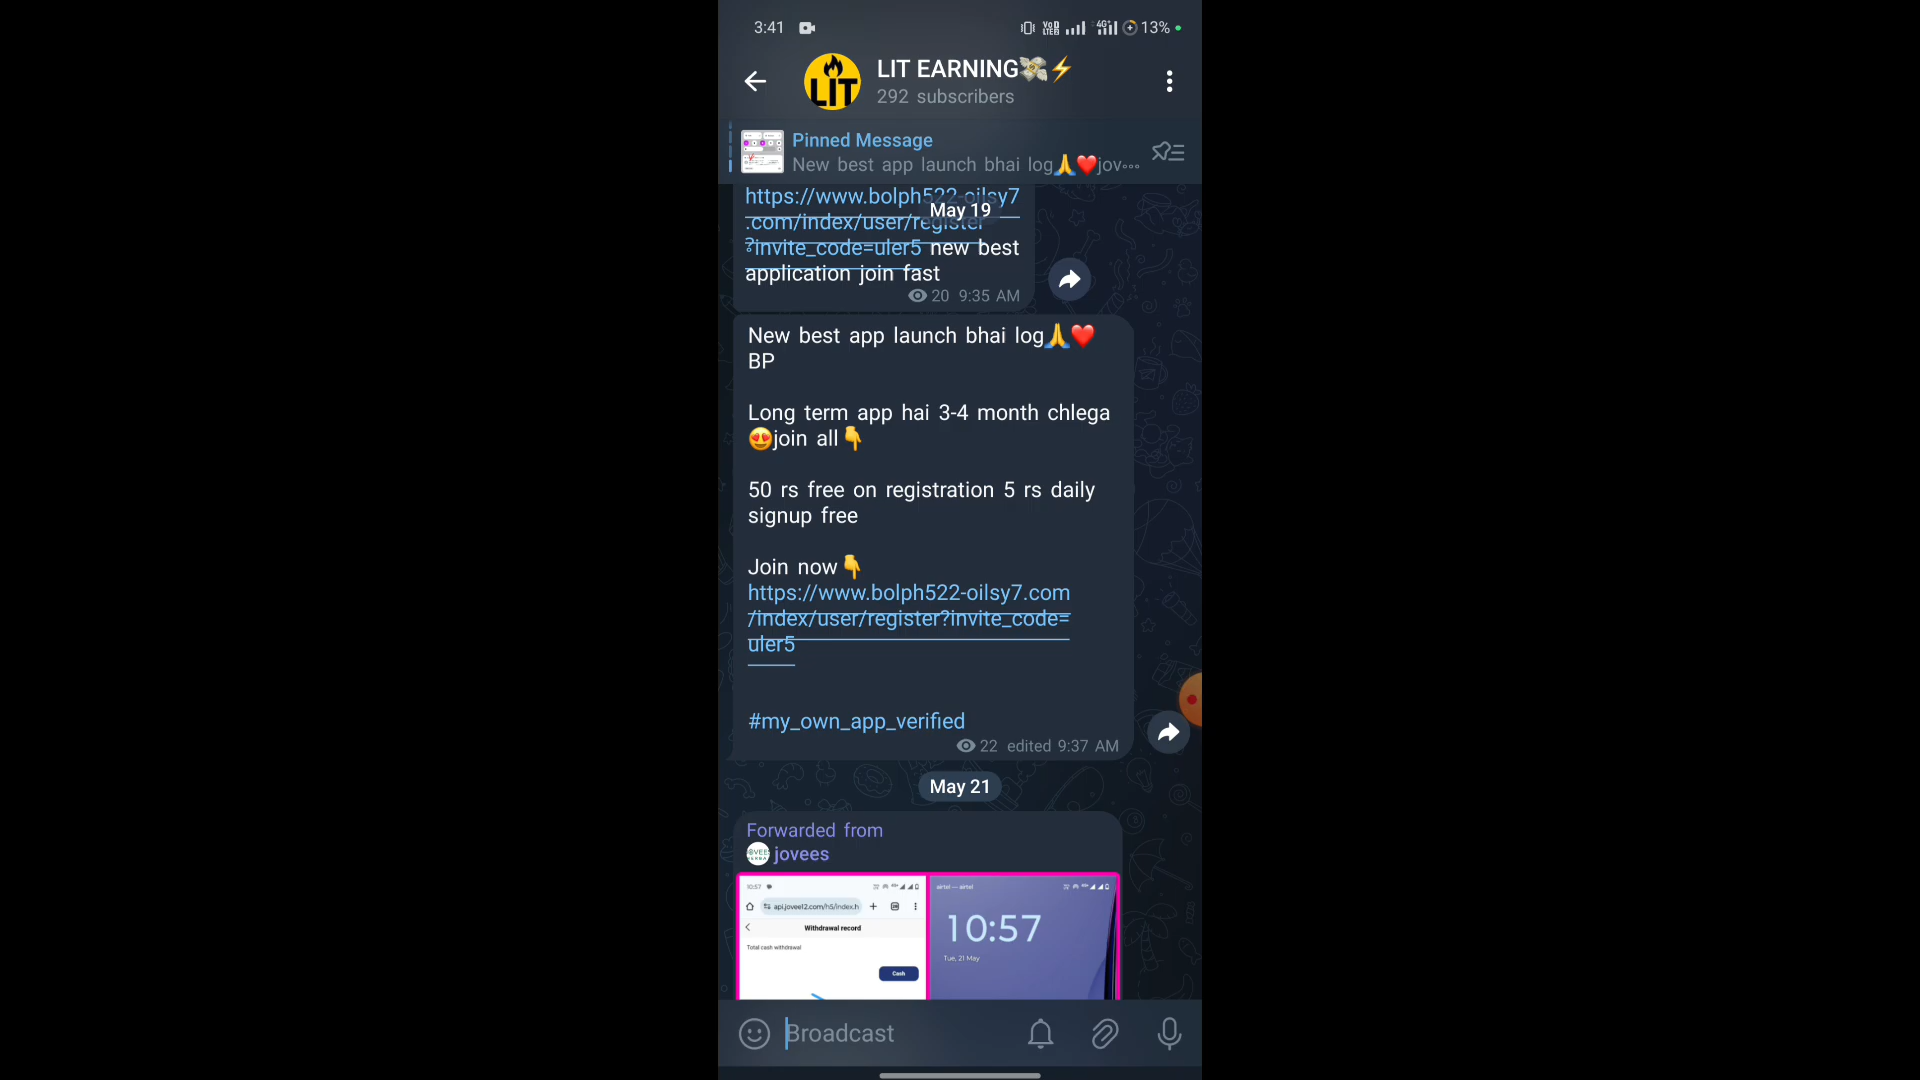 3:41
VoD LTE2 4G+ 13%
LIT
LIT EARNING💸⚡
292 subscribers
Pinned Message
New best app launch bhai log🙏❤️jov...
https://www.bolph522-oilsy7
May 19
.com/index/user/register
?invite_code=uler5 new best
application join fast
20 9:35 AM
New best app launch bhai log🙏❤️
BP
Long term app hai 3-4 month chlega
😍join all👇
50 rs free on registration 5 rs daily
signup free
Join now👇
https://www.bolph522-oilsy7.com
/index/user/register?invite_code=
uler5
#my_own_app_verified
22 edited 9:37 AM
May 21
Forwarded from
jovees
10:57
airtel — airtel
api.jovee12.com/h5/index.h
Withdrawal record
Total cash withdrawal
Cash
10:57
Tue, 21 May
Broadcast